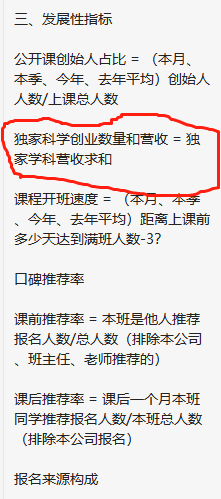 三、发展性指标
公开课创始人占比 = （本月、
本季、今年、去年平均）创始人
人数/上课总人数
独家科学创业数量和营收 = 独
家学科营收求和
课程开班速度 = （本月、本季
、今年、去年平均）距离上课前
多少天达到满班人数-3?
口碑推荐率
课前推荐率 = 本班是他人推荐
报名人数/总人数（排除本公司
、班主任、老师推荐的）
课后推荐率 = 课后一个月本班
同学推荐报名人数/本班总人数
（排除本公司报名）
报名来源构成